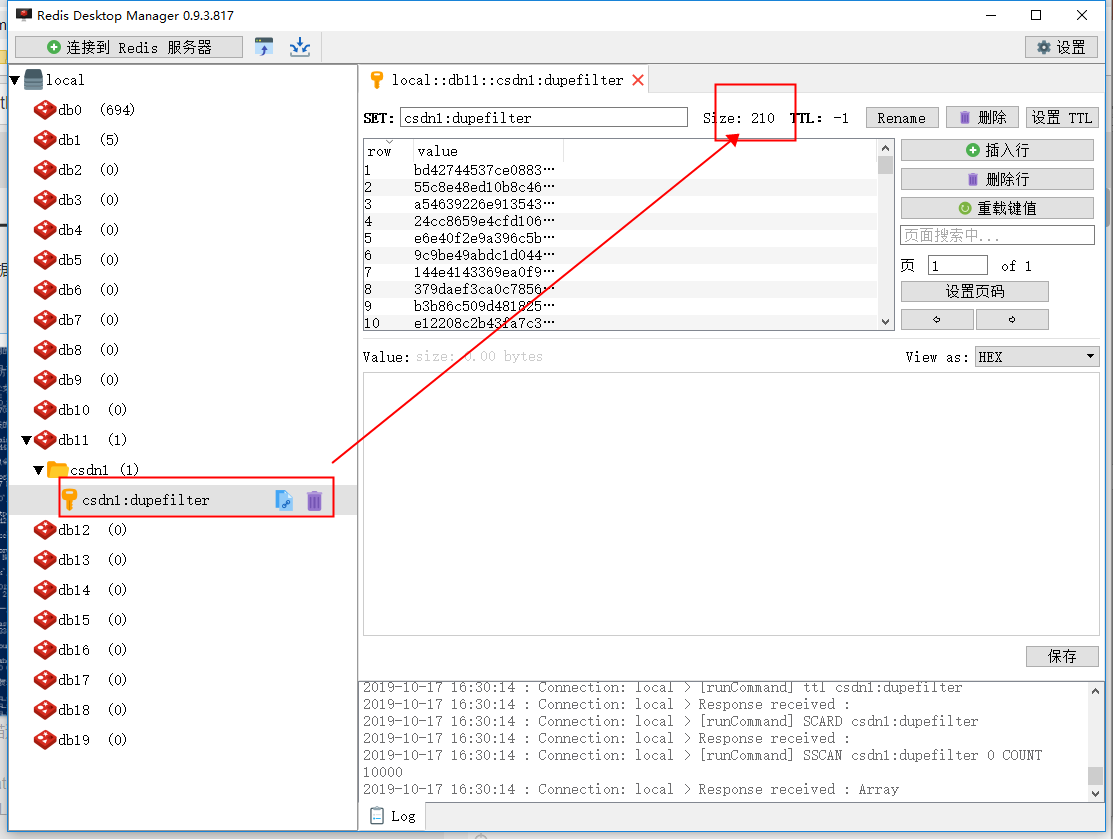 Redis Desktop Manager 0.9.3.817
连接到 Redis 服务器
设置
local
db0 (694)
db1 (5)
db2 (0)
db3 (0)
db4 (0)
db5 (0)
db6 (0)
db7 (0)
db8 (0)
db9 (0)
db10 (0)
db11 (1)
csdn1 (1)
csdn1:dupefilter
db12 (0)
db13 (0)
db14 (0)
db15 (0)
db16 (0)
db17 (0)
db18 (0)
db19 (0)
local::db11::csdn1:dupefilter
SET: csdn1:dupefilter Size: 210 TTL: -1 Rename 删除 设置 TTL
row value
1 bd42744537ce0883…
2 55c8e48ed10b8c46…
3 a54639226e913543…
4 24cc8659e4cfd106…
5 e6e40f2e9a396c5b…
6 9c9be49abdc1d044…
7 144e4143369ea0f9…
8 379daef3ca0c7856…
9 b3b86c509d481825…
10 e12208c2b43fa7c3…
插入行
删除行
重载键值
页面搜索中...
页 1 of 1
设置页码
Value: size: 0.00 bytes View as: HEX
保存
2019-10-17 16:30:14 : Connection: local > [runCommand] ttl csdn1:dupefilter
2019-10-17 16:30:14 : Connection: local > Response received :
2019-10-17 16:30:14 : Connection: local > [runCommand] SCARD csdn1:dupefilter
2019-10-17 16:30:14 : Connection: local > Response received :
2019-10-17 16:30:14 : Connection: local > [runCommand] SSCAN csdn1:dupefilter 0 COUNT
10000
2019-10-17 16:30:14 : Connection: local > Response received : Array
Log